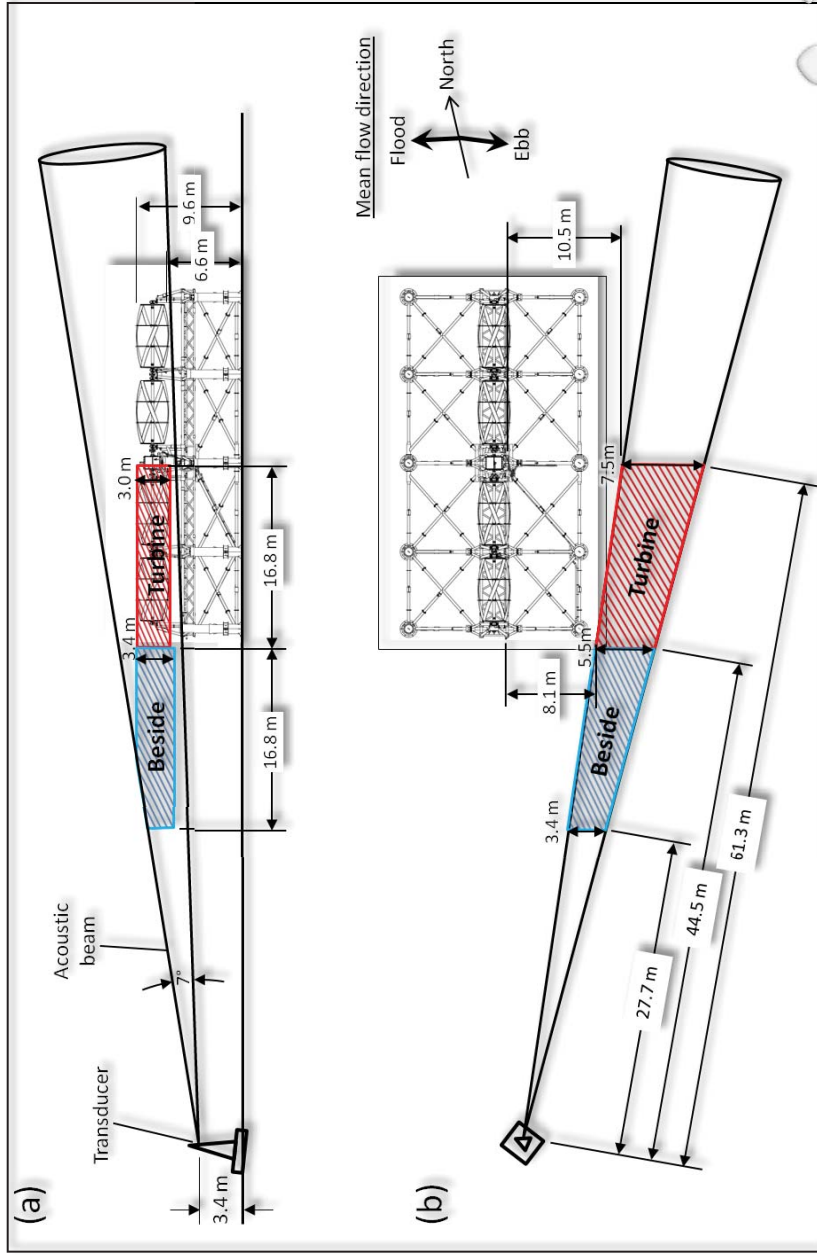 (a)
Transducer
3.4 m
Acoustic
beam
7°
Beside
Turbine
3.4 m
3.0 m
16.8 m
16.8 m
6.6 m
9.6 m
(b)
Mean flow direction
Flood
North
Ebb
3.4 m
Beside
5.5m
Turbine
7.5m
8.1 m
10.5 m
27.7 m
44.5 m
61.3 m